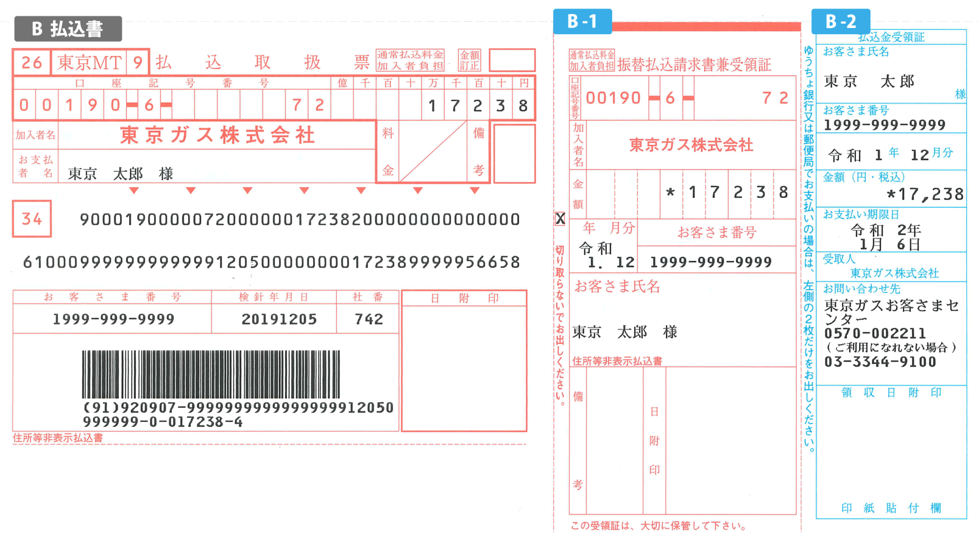 B 払込書
26 東京MT 9 払込取扱票 通常払込料金加入者負担 金額訂正
口座記号番号 億千百十万千百十円
00190-6- 72 17238
加入者名 東京ガス株式会社 料金 備考
お支払者名 東京 太郎 様
34 90001900000072000000017238200000000000000000
お客さま番号 検針年月日 社番 日附印
1999-999-9999 20191205 742
999999-0-017238-4
住所等非表示払込書
B-1
通常払込料金加入者負担 振替払込請求書兼受領証
口座記号番号 00190-6- 72
加入者名 東京ガス株式会社
金額 *17238
年 月分 お客さま番号
令和
1. 12 1999-999-9999
お客さま氏名
東京 太郎 様
住所等非表示払込書
備考 日附印
この受領証は、大切に保管して下さい。
X 切り取らないでお出しください。
B-2
払込金受領証
お客さま氏名
東京 太郎
様
お客さま番号
1999-999-9999
令和 1年 12月分
金額(円・税込)
*17,238
お支払い期限日
令和 2年
1月 6日
受取人
東京ガス株式会社
お問い合わせ先
東京ガスお客さまセ
ンター
0570-002211
(ご利用になれない場合)
03-3344-9100
領収日附印
印紙貼付欄
ゆうちょ銀行又は郵便局でお支払いの場合は、左側の2枚だけをお出しください。